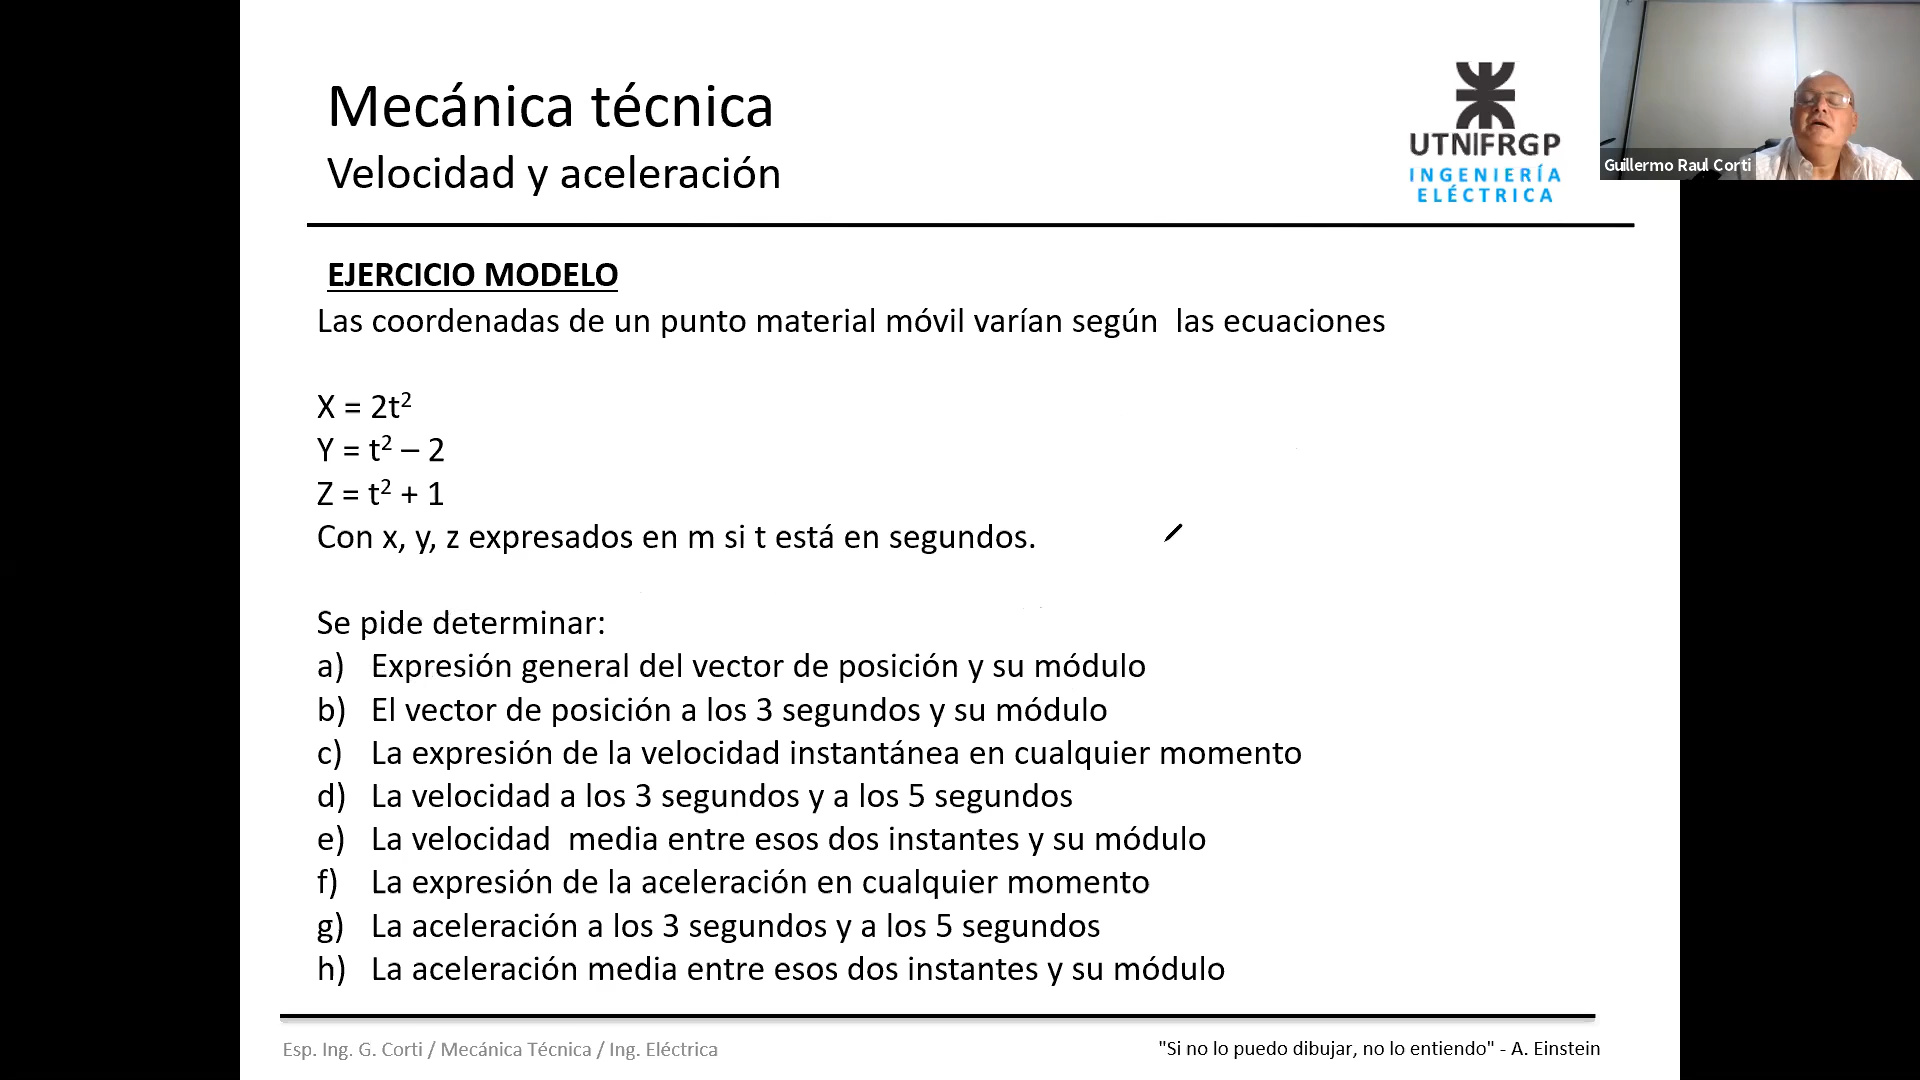 Mecánica técnica
Velocidad y aceleración
UTN|FRGP
INGENIERÍA
ELÉCTRICA
Guillermo Raul Corti
EJERCICIO MODELO
Las coordenadas de un punto material móvil varían según las ecuaciones
X = 2t²
Y = t² – 2
Z = t² + 1
Con x, y, z expresados en m si t está en segundos.
Se pide determinar:
a) Expresión general del vector de posición y su módulo
b) El vector de posición a los 3 segundos y su módulo
c) La expresión de la velocidad instantánea en cualquier momento
d) La velocidad a los 3 segundos y a los 5 segundos
e) La velocidad media entre esos dos instantes y su módulo
f) La expresión de la aceleración en cualquier momento
g) La aceleración a los 3 segundos y a los 5 segundos
h) La aceleración media entre esos dos instantes y su módulo
Esp. Ing. G. Corti / Mecánica Técnica / Ing. Eléctrica
"Si no lo puedo dibujar, no lo entiendo" - A. Einstein